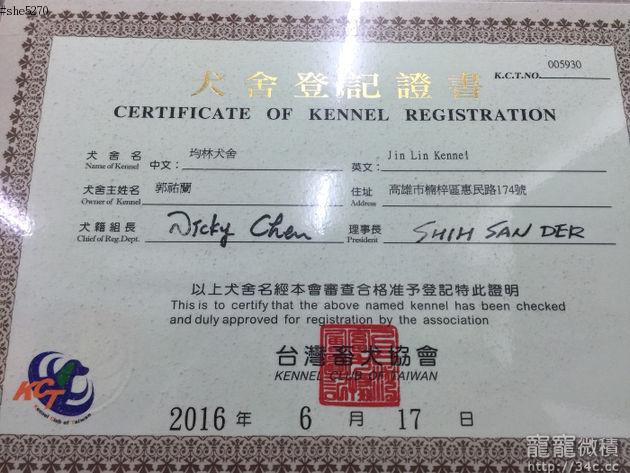 #she5270
K.C.T.NO. 005930
犬舍登記證書
CERTIFICATE OF KENNEL REGISTRATION
犬舍名 中文： 均林犬舍 英文： Jin Lin Kennel
Name of Kennel
犬舍主姓名 郭祐蘭 住址 高雄市楠梓區惠民路174號
Owner of Kennel Address
犬籍組長 Nicky Chen 理事長 SHIH SAN DER
Chief of Reg.Dept. President
以上犬舍名經本會審查合格准予登記特此證明
This is to certify that the above named kennel has been checked
and duly approved for registration by the association
台灣畜犬協會
KENNEL CLUB OF TAIWAN
KCT
Kennel Club of Taiwan
2016 年 6 月 17 日
寵寵微積
http://34c.cc